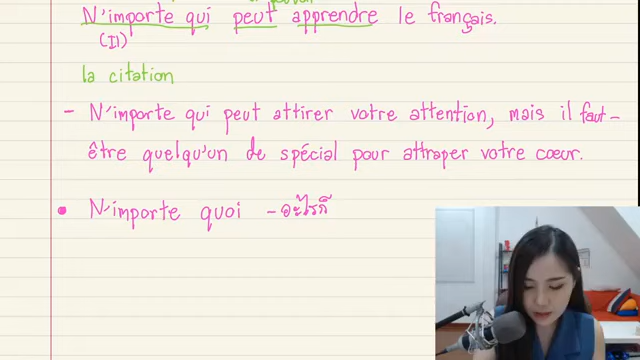 N'importe qui peut apprendre le français.
(Il)
la citation
- N'importe qui peut attirer votre attention, mais il faut-
être quelqu'un de spécial pour attraper votre cœur.
• N'importe quoi - อะไรก็